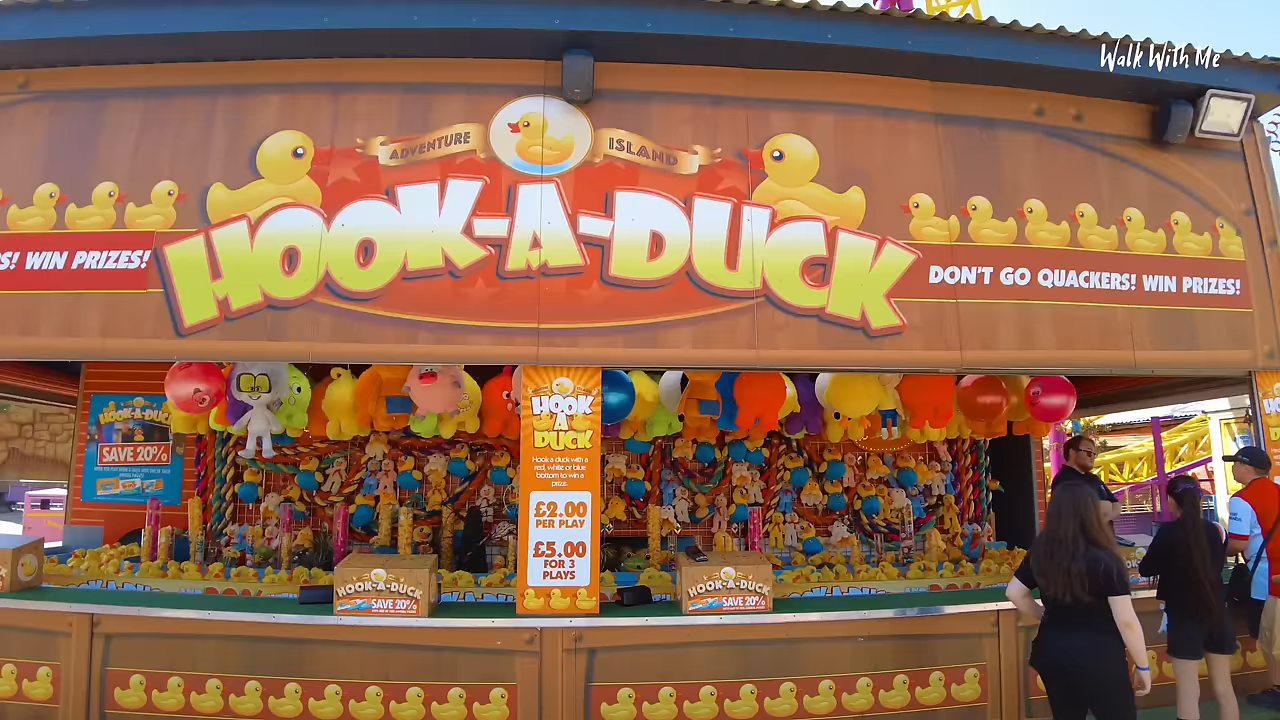 Walk With Me
ADVENTURE ISLAND
HOOK-A-DUCK
S! WIN PRIZES!
DON'T GO QUACKERS! WIN PRIZES!
HOOK-A-DUCK
SAVE 20%
HOOK
A
DUCK
Hook a duck with a
red, white or blue
bottom to win a
prize.
£2.00
PER PLAY
£5.00
FOR 3
PLAYS
HOOK-A-DUCK
SAVE 20%
HOOK-A-DUCK
SAVE 20%